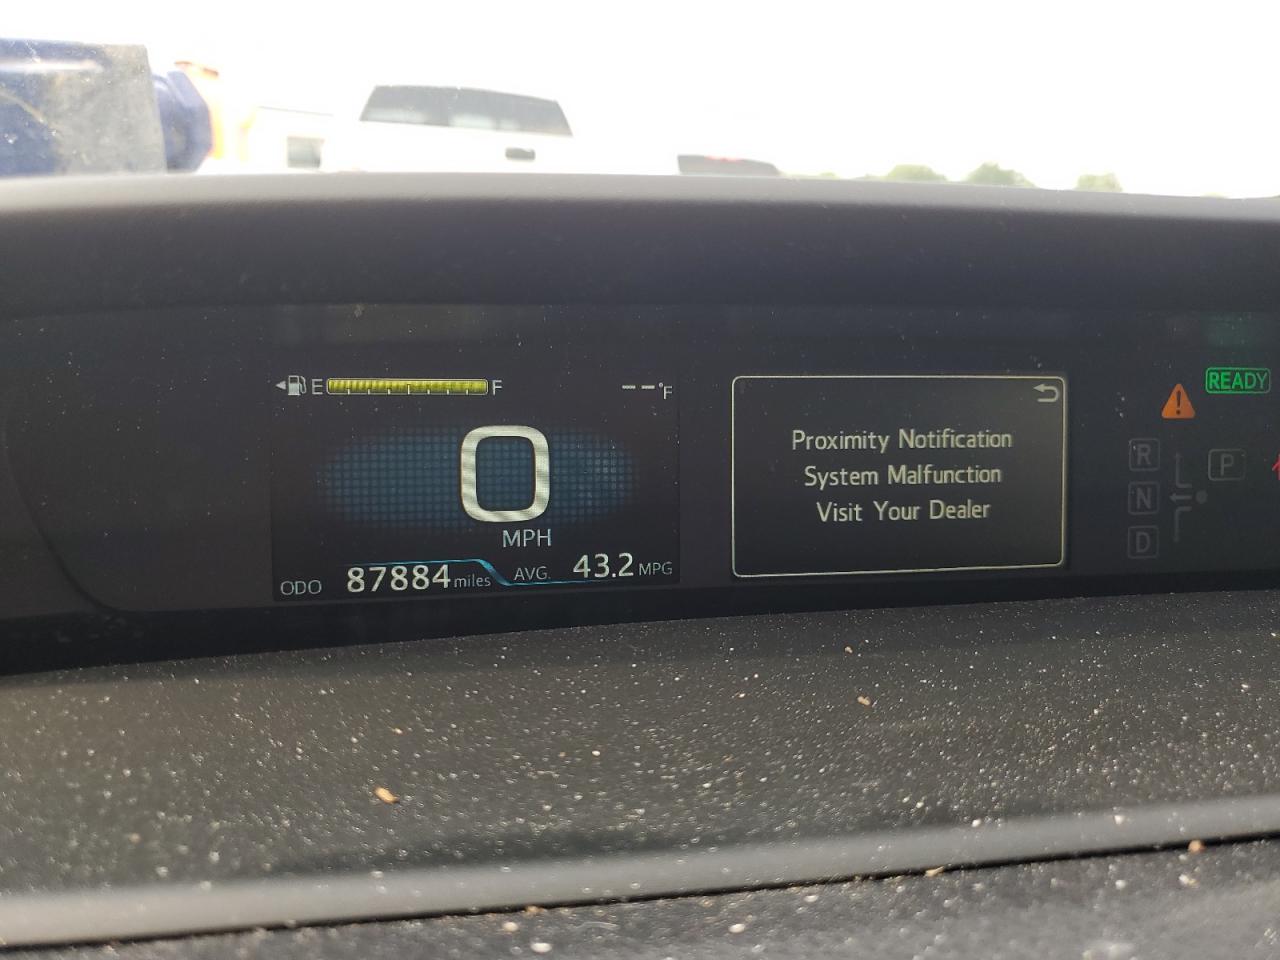 E F --°F
0
MPH
ODO 87884 miles AVG. 43.2 MPG
Proximity Notification
System Malfunction
Visit Your Dealer
READY
R
N
D
P